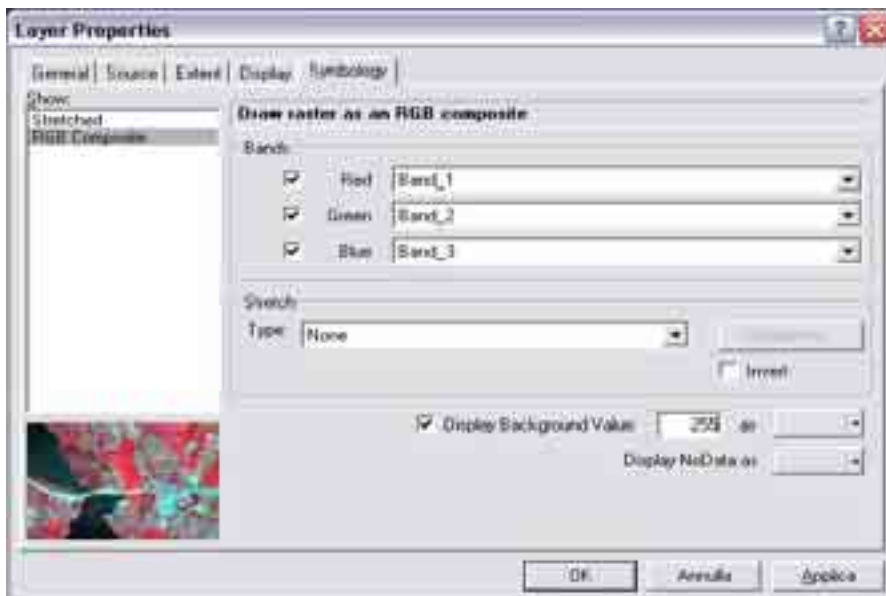 Layer Properties
General Source Extent Display Symbology
Show:
Stretched
RGB Composite
Draw raster as an RGB composite
Bands
Red Band_1
Green Band_2
Blue Band_3
Stretch
Type: None
Invert
Display Background Value: 255 as
Display NoData as
OK Annulla Applica